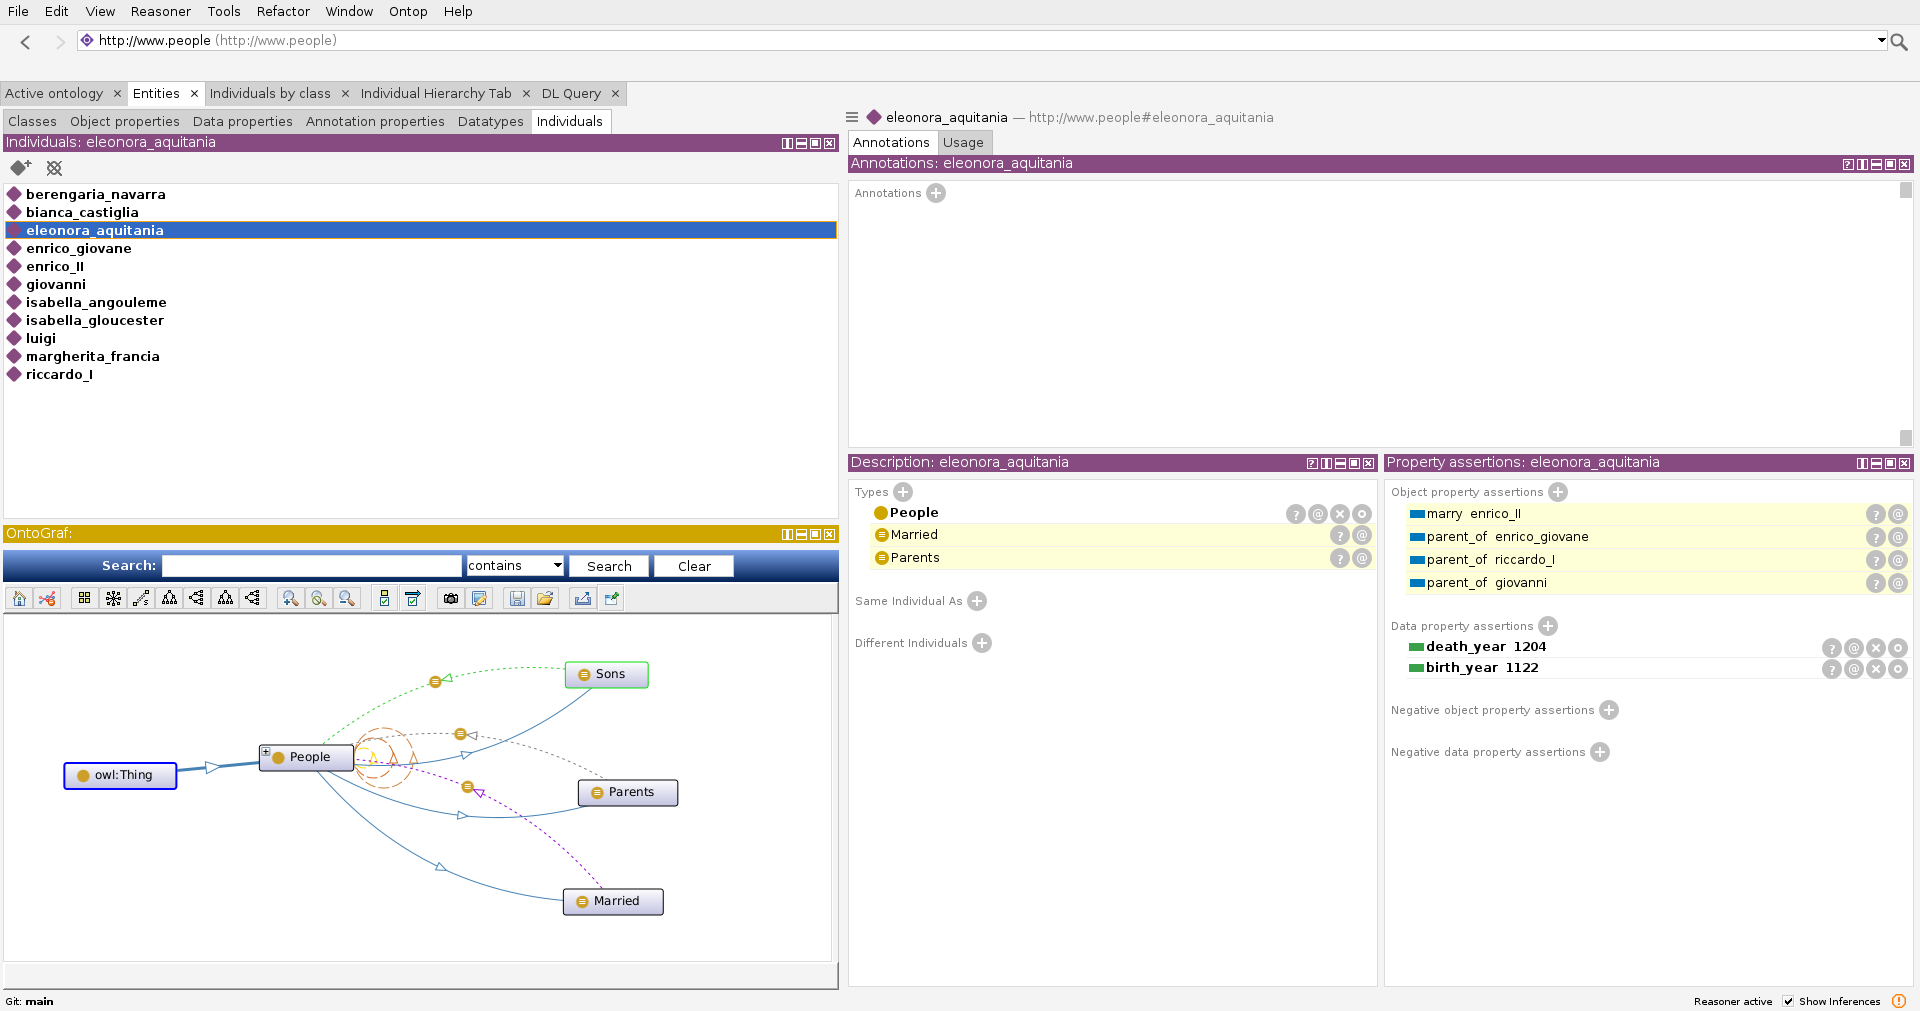 File Edit View Reasoner Tools Refactor Window Ontop Help
http://www.people (http://www.people)
Active ontology × Entities × Individuals by class × Individual Hierarchy Tab × DL Query ×
Classes Object properties Data properties Annotation properties Datatypes Individuals
Individuals: eleonora_aquitania
berengaria_navarra
bianca_castiglia
eleonora_aquitania
enrico_giovane
enrico_II
giovanni
isabella_angouleme
isabella_gloucester
luigi
margherita_francia
riccardo_I
OntoGraf:
Search: contains Search Clear
Sons
People
owl:Thing
Parents
Married
eleonora_aquitania — http://www.people#eleonora_aquitania
Annotations Usage
Annotations: eleonora_aquitania
Annotations
Description: eleonora_aquitania
Types
People
Married
Parents
Same Individual As
Different Individuals
Property assertions: eleonora_aquitania
Object property assertions
marry enrico_II
parent_of enrico_giovane
parent_of riccardo_I
parent_of giovanni
Data property assertions
death_year 1204
birth_year 1122
Negative object property assertions
Negative data property assertions
Git: main
Reasoner active Show Inferences